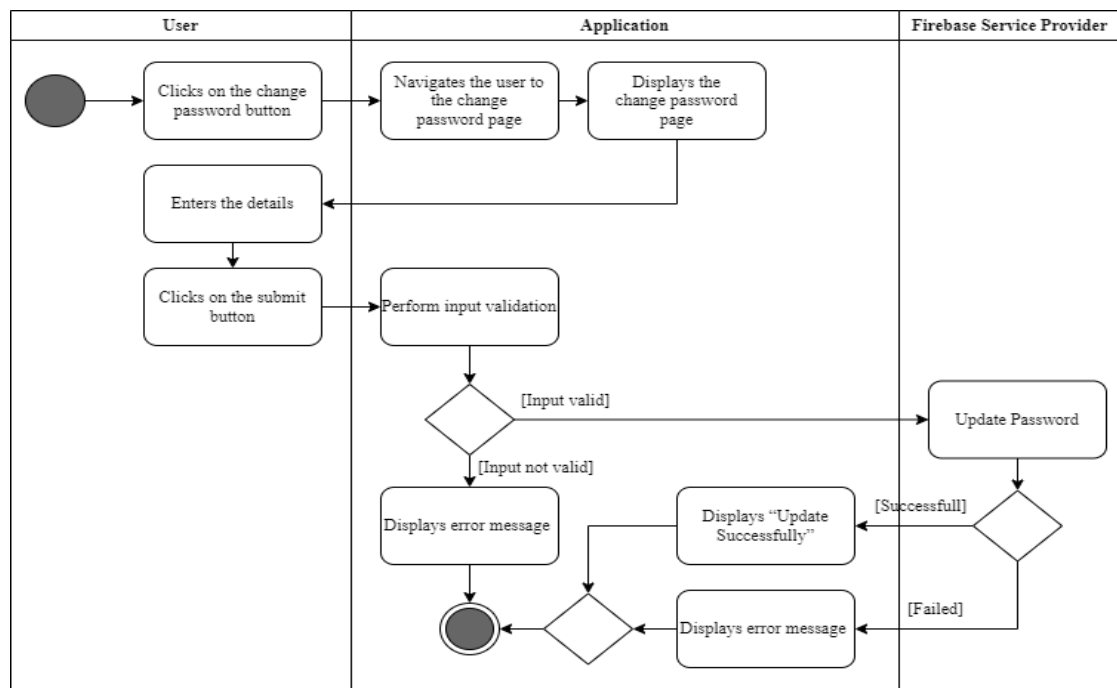 User
Application
Firebase Service Provider
Clicks on the change
password button
Navigates the user to
the change
password page
Displays the
change password
page
Enters the details
Clicks on the submit
button
Perform input validation
[Input valid]
Update Password
[Input not valid]
Displays error message
Displays “Update
Successfully”
[Successfull]
Displays error message
[Failed]